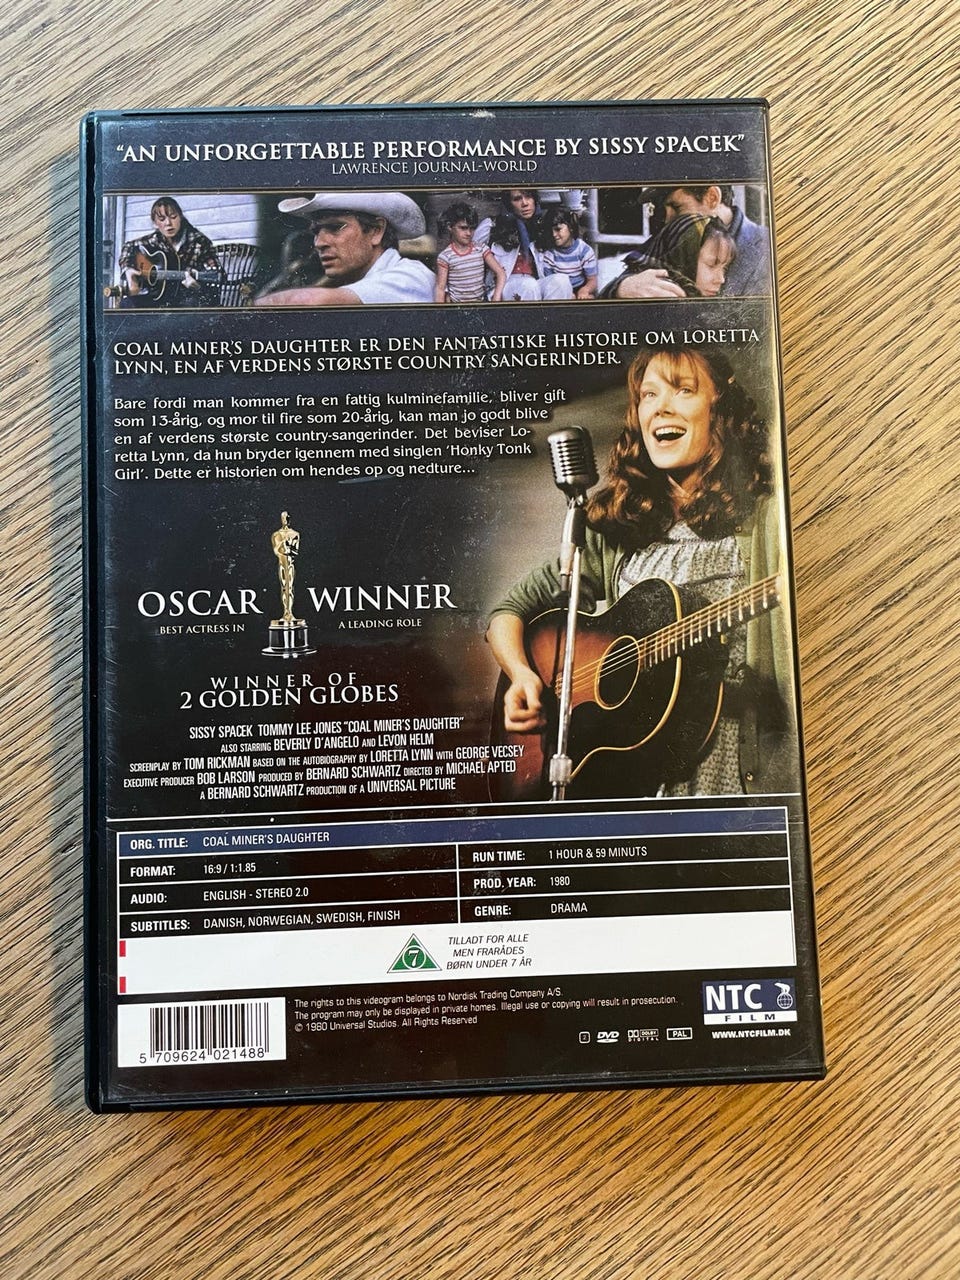 “AN UNFORGETTABLE PERFORMANCE BY SISSY SPACEK”
LAWRENCE JOURNAL-WORLD
COAL MINER'S DAUGHTER ER DEN FANTASTISKE HISTORIE OM LORETTA
LYNN, EN AF VERDENS STØRSTE COUNTRY SANGERINDER.
Bare fordi man kommer fra en fattig kulminefamilie, bliver gift
som 13-årig, og mor til fire som 20-årig, kan man jo godt blive
en af verdens største country-sangerinder. Det beviser Lo-
retta Lynn, da hun bryder igennem med singlen 'Honky Tonk
Girl'. Dette er historien om hendes op og nedture...
OSCAR WINNER
BEST ACTRESS IN A LEADING ROLE
WINNER OF
2 GOLDEN GLOBES
SISSY SPACEK TOMMY LEE JONES “COAL MINER'S DAUGHTER”
ALSO STARRING BEVERLY D'ANGELO AND LEVON HELM
SCREENPLAY BY TOM RICKMAN BASED ON THE AUTOBIOGRAPHY BY LORETTA LYNN WITH GEORGE VECSEY
EXECUTIVE PRODUCER BOB LARSON PRODUCED BY BERNARD SCHWARTZ DIRECTED BY MICHAEL APTED
A BERNARD SCHWARTZ PRODUCTION OF A UNIVERSAL PICTURE
ORG. TITLE: COAL MINER'S DAUGHTER
FORMAT: 16:9 / 1:1.85
RUN TIME: 1 HOUR & 59 MINUTS
AUDIO: ENGLISH - STEREO 2.0
PROD. YEAR: 1980
SUBTITLES: DANISH, NORWEGIAN, SWEDISH, FINISH
GENRE: DRAMA
7
TILLADT FOR ALLE
MEN FRARÅDES
BØRN UNDER 7 ÅR
The rights to this videogram belongs to Nordisk Trading Company A/S.
The program may only be displayed in private homes. Illegal use or copying will result in prosecution.
© 1980 Universal Studios. All Rights Reserved
5 709624 021488
2 DVD DOLBY DIGITAL PAL
NTC
FILM
WWW.NTCFILM.DK